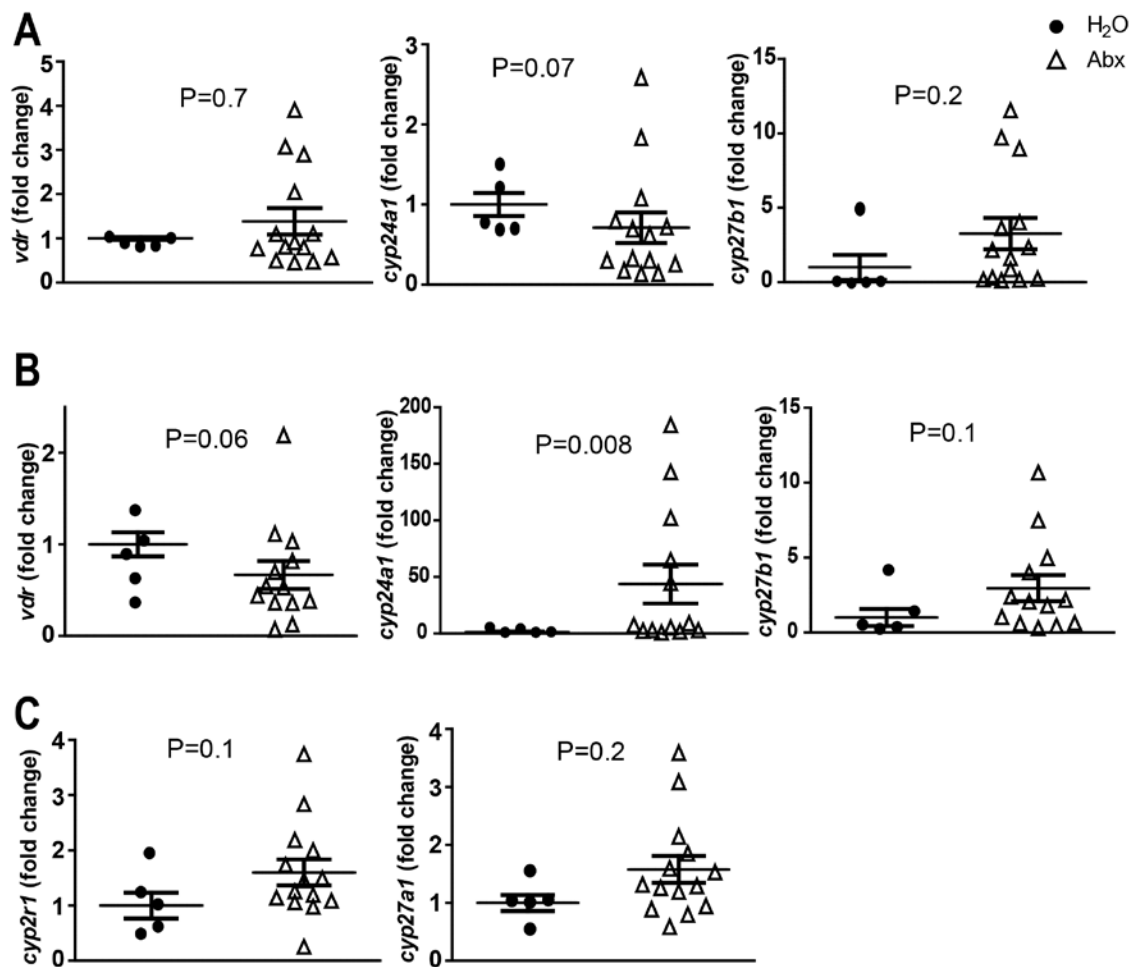 A
H₂O
Abx
vdr (fold change)
5
4
3
2
1
0
P=0.7
cyp24a1 (fold change)
3
2
1
0
P=0.07
cyp27b1 (fold change)
15
10
5
0
P=0.2
B
vdr (fold change)
2
1
0
P=0.06
cyp24a1 (fold change)
200
150
100
50
0
P=0.008
cyp27b1 (fold change)
15
10
5
0
P=0.1
C
cyp2r1 (fold change)
4
3
2
1
0
P=0.1
cyp27a1 (fold change)
4
3
2
1
0
P=0.2